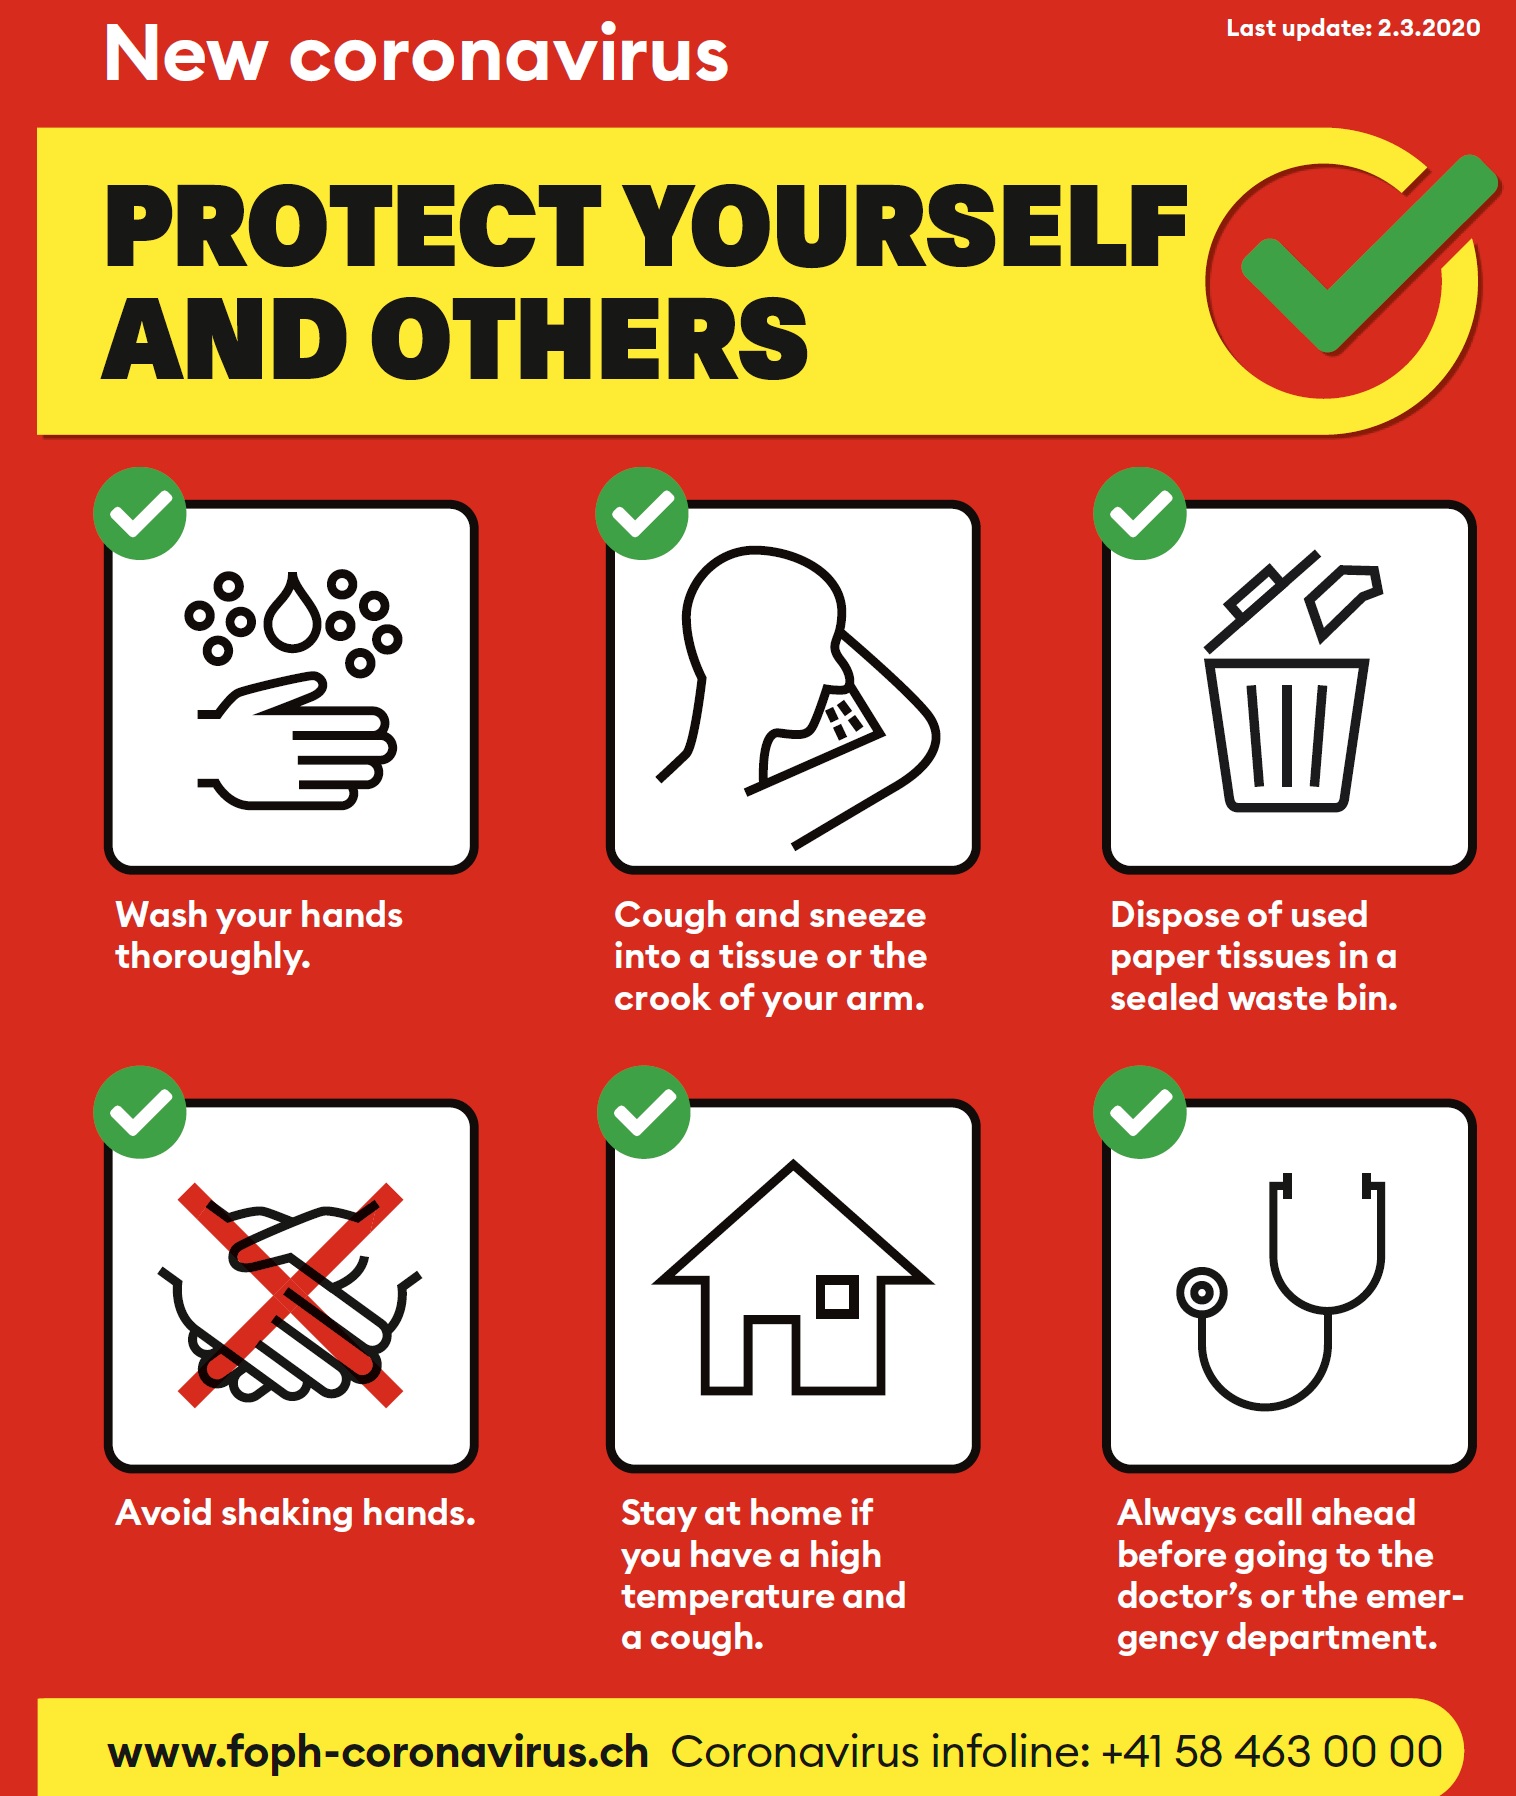 New coronavirus
Last update: 2.3.2020
PROTECT YOURSELF
AND OTHERS
Wash your hands
thoroughly.
Cough and sneeze
into a tissue or the
crook of your arm.
Dispose of used
paper tissues in a
sealed waste bin.
Avoid shaking hands.
Stay at home if
you have a high
temperature and
a cough.
Always call ahead
before going to the
doctor’s or the emer-
gency department.
www.foph-coronavirus.ch Coronavirus infoline: +41 58 463 00 00